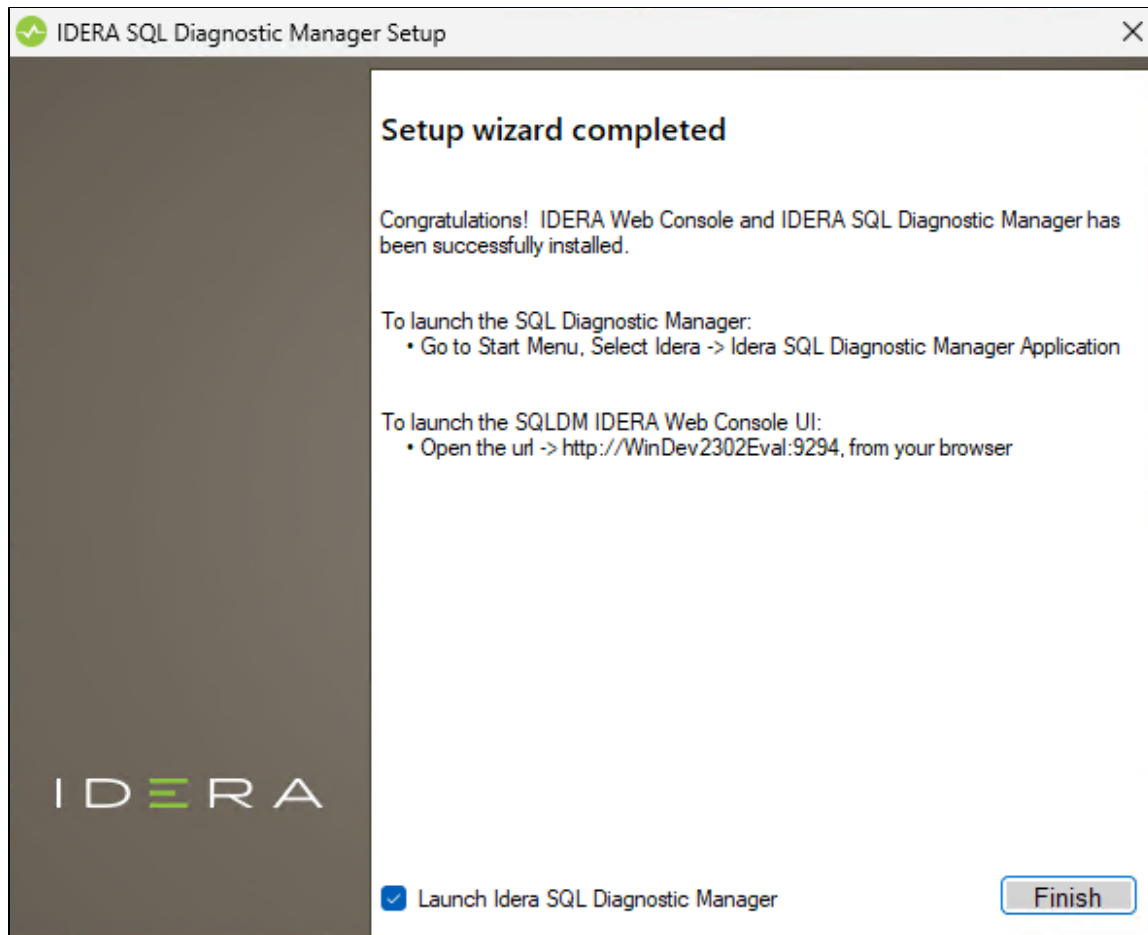 IDERA SQL Diagnostic Manager Setup
Setup wizard completed
Congratulations!  IDERA Web Console and IDERA SQL Diagnostic Manager has
been successfully installed.
To launch the SQL Diagnostic Manager:
• Go to Start Menu, Select Idera -> Idera SQL Diagnostic Manager Application
To launch the SQLDM IDERA Web Console UI:
• Open the url -> http://WinDev2302Eval:9294, from your browser
IDERA
Launch Idera SQL Diagnostic Manager
Finish